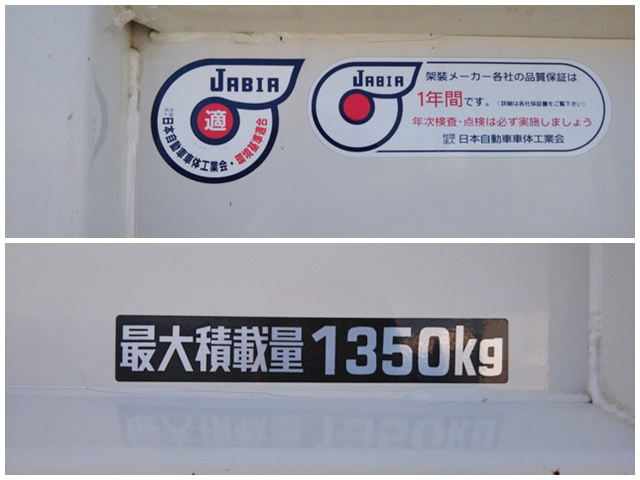 JABIA
適
日本自動車車体工業会・環境基準適合
JABIA
架装メーカー各社の品質保証は
1年間です。（詳細は各社保証書をご覧下さい）
年次検査・点検は必ず実施しましょう
日本自動車車体工業会
最大積載量1350kg